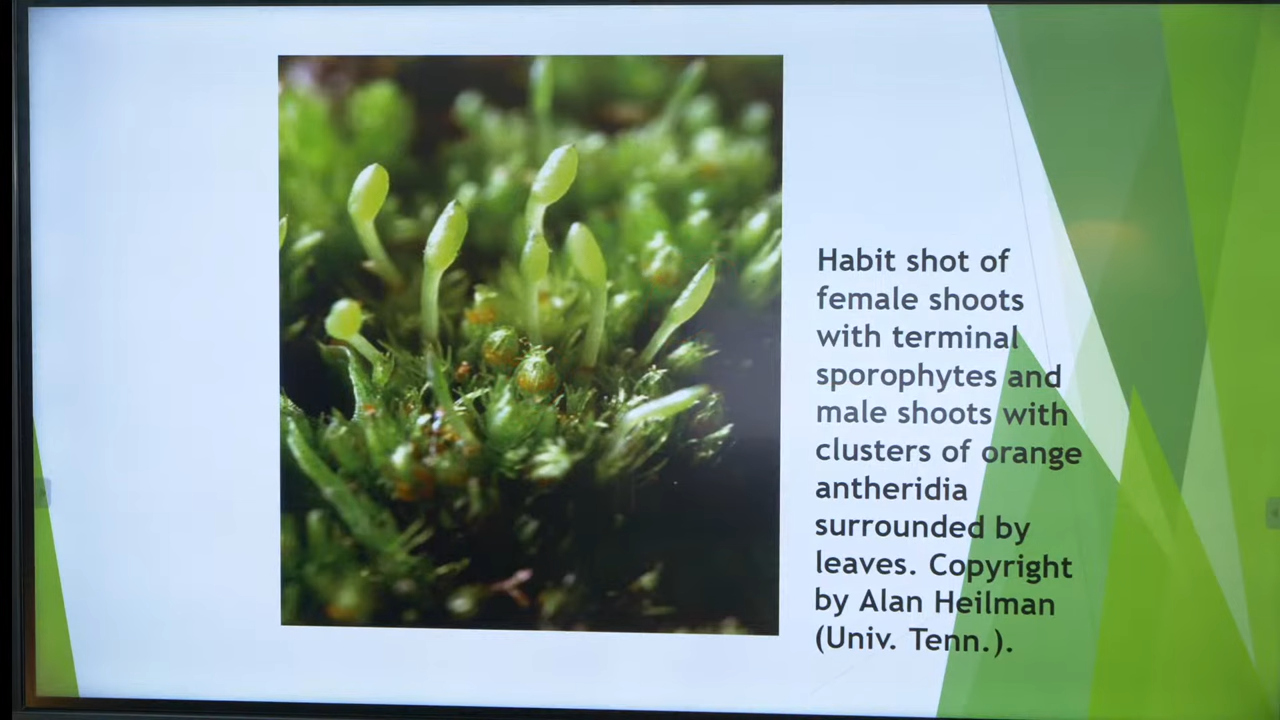 Habit shot of
female shoots
with terminal
sporophytes and
male shoots with
clusters of orange
antheridia
surrounded by
leaves. Copyright
by Alan Heilman
(Univ. Tenn.).